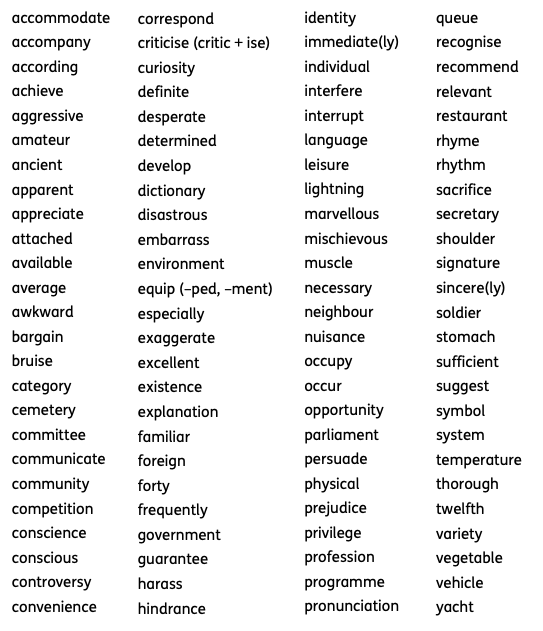 accommodate
accompany
according
achieve
aggressive
amateur
ancient
apparent
appreciate
attached
available
average
awkward
bargain
bruise
category
cemetery
committee
communicate
community
competition
conscience
conscious
controversy
convenience
correspond
criticise (critic + ise)
curiosity
definite
desperate
determined
develop
dictionary
disastrous
embarrass
environment
equip (–ped, –ment)
especially
exaggerate
excellent
existence
explanation
familiar
foreign
forty
frequently
government
guarantee
harass
hindrance
identity
immediate(ly)
individual
interfere
interrupt
language
leisure
lightning
marvellous
mischievous
muscle
necessary
neighbour
nuisance
occupy
occur
opportunity
parliament
persuade
physical
prejudice
privilege
profession
programme
pronunciation
queue
recognise
recommend
relevant
restaurant
rhyme
rhythm
sacrifice
secretary
shoulder
signature
sincere(ly)
soldier
stomach
sufficient
suggest
symbol
system
temperature
thorough
twelfth
variety
vegetable
vehicle
yacht